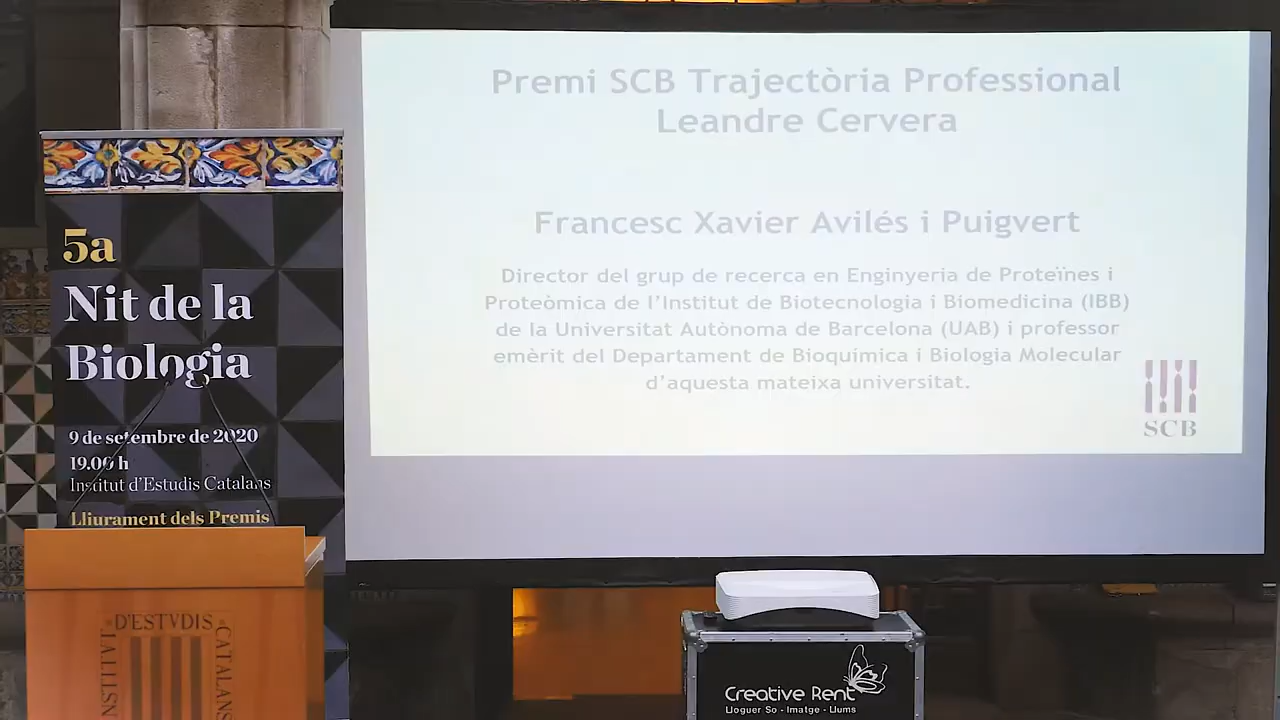 Premi SCB Trajectòria Professional
Leandre Cervera
Francesc Xavier Avilés i Puigvert
Director del grup de recerca en Enginyeria de Proteïnes i
Proteòmica de l'Institut de Biotecnologia i Biomedicina (IBB)
de la Universitat Autònoma de Barcelona (UAB) i professor
emèrit del Departament de Bioquímica i Biologia Molecular
d'aquesta mateixa universitat.
SCB
5a
Nit de la
Biologia
9 de setembre de 2020
19.00 h
Institut d'Estudis Catalans
Lliurament dels Premis
INSTITVT
D'ESTVDIS
CATALANS
Creative Rent
Lloguer So - Imatge - Llums